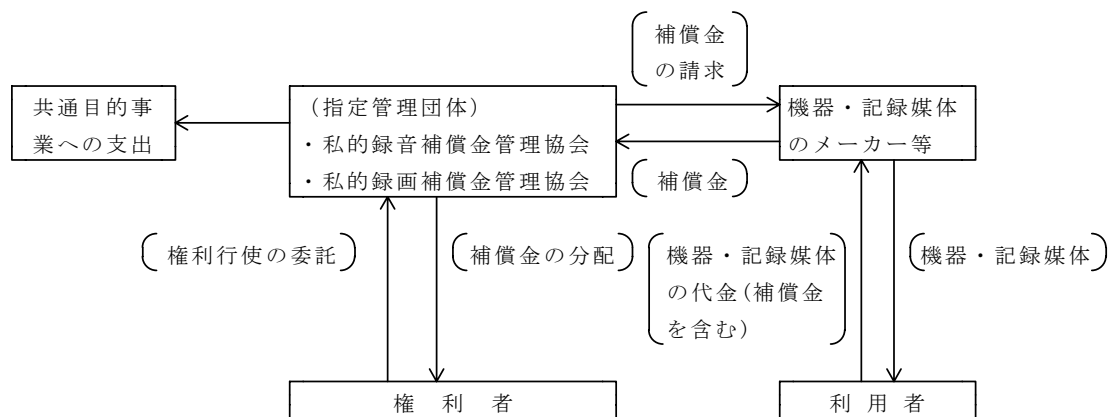 補償金
の請求
共通目的事
業への支出
(指定管理団体)
・私的録音補償金管理協会
・私的録画補償金管理協会
機器・記録媒体
のメーカー等
補償金
権利行使の委託
補償金の分配
機器・記録媒体
の代金(補償金
を含む)
機器・記録媒体
権利者
利用者